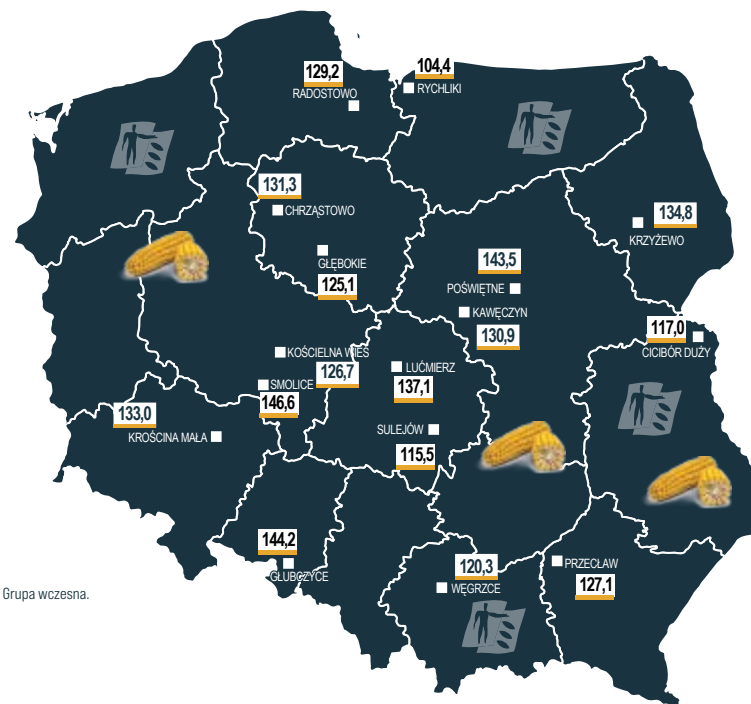 129,2
RADOSTOWO
104,4
RYCHLIKI
131,3
CHRZĄSTOWO
134,8
KRZYŻEWO
GŁĘBOKIE
125,1
143,5
POŚWIĘTNE
KAWĘCZYN
130,9
117,0
CICIBÓR DUŻY
KOŚCIELNA WIEŚ
126,7
LUĆMIERZ
137,1
SMOLICE
146,6
133,0
KROŚCINA MAŁA
SULEJÓW
115,5
144,2
GŁUBCZYCE
120,3
WĘGRZCE
PRZECŁAW
127,1
Grupa wczesna.